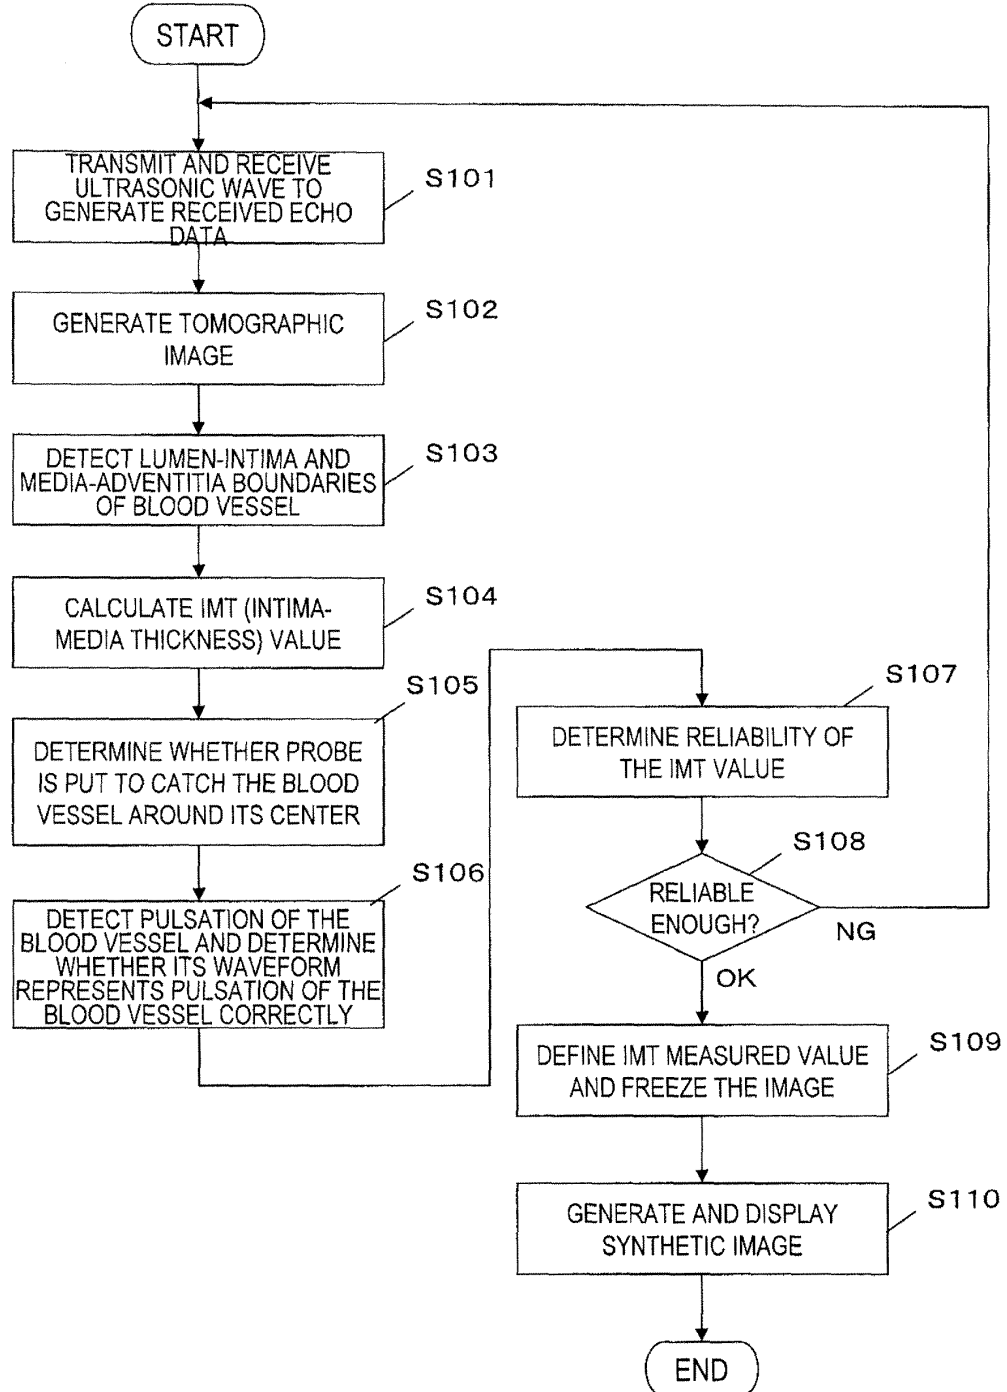 START
TRANSMIT AND RECEIVE
ULTRASONIC WAVE TO
GENERATE RECEIVED ECHO
DATA
S101
GENERATE TOMOGRAPHIC
IMAGE
S102
DETECT LUMEN-INTIMA AND
MEDIA-ADVENTITIA BOUNDARIES
OF BLOOD VESSEL
S103
CALCULATE IMT (INTIMA-
MEDIA THICKNESS) VALUE
S104
DETERMINE WHETHER PROBE
IS PUT TO CATCH THE BLOOD
VESSEL AROUND ITS CENTER
S105
DETECT PULSATION OF THE
BLOOD VESSEL AND DETERMINE
WHETHER ITS WAVEFORM
REPRESENTS PULSATION OF THE
BLOOD VESSEL CORRECTLY
S106
DETERMINE RELIABILITY OF
THE IMT VALUE
S107
RELIABLE
ENOUGH?
S108
NG
OK
DEFINE IMT MEASURED VALUE
AND FREEZE THE IMAGE
S109
GENERATE AND DISPLAY
SYNTHETIC IMAGE
S110
END